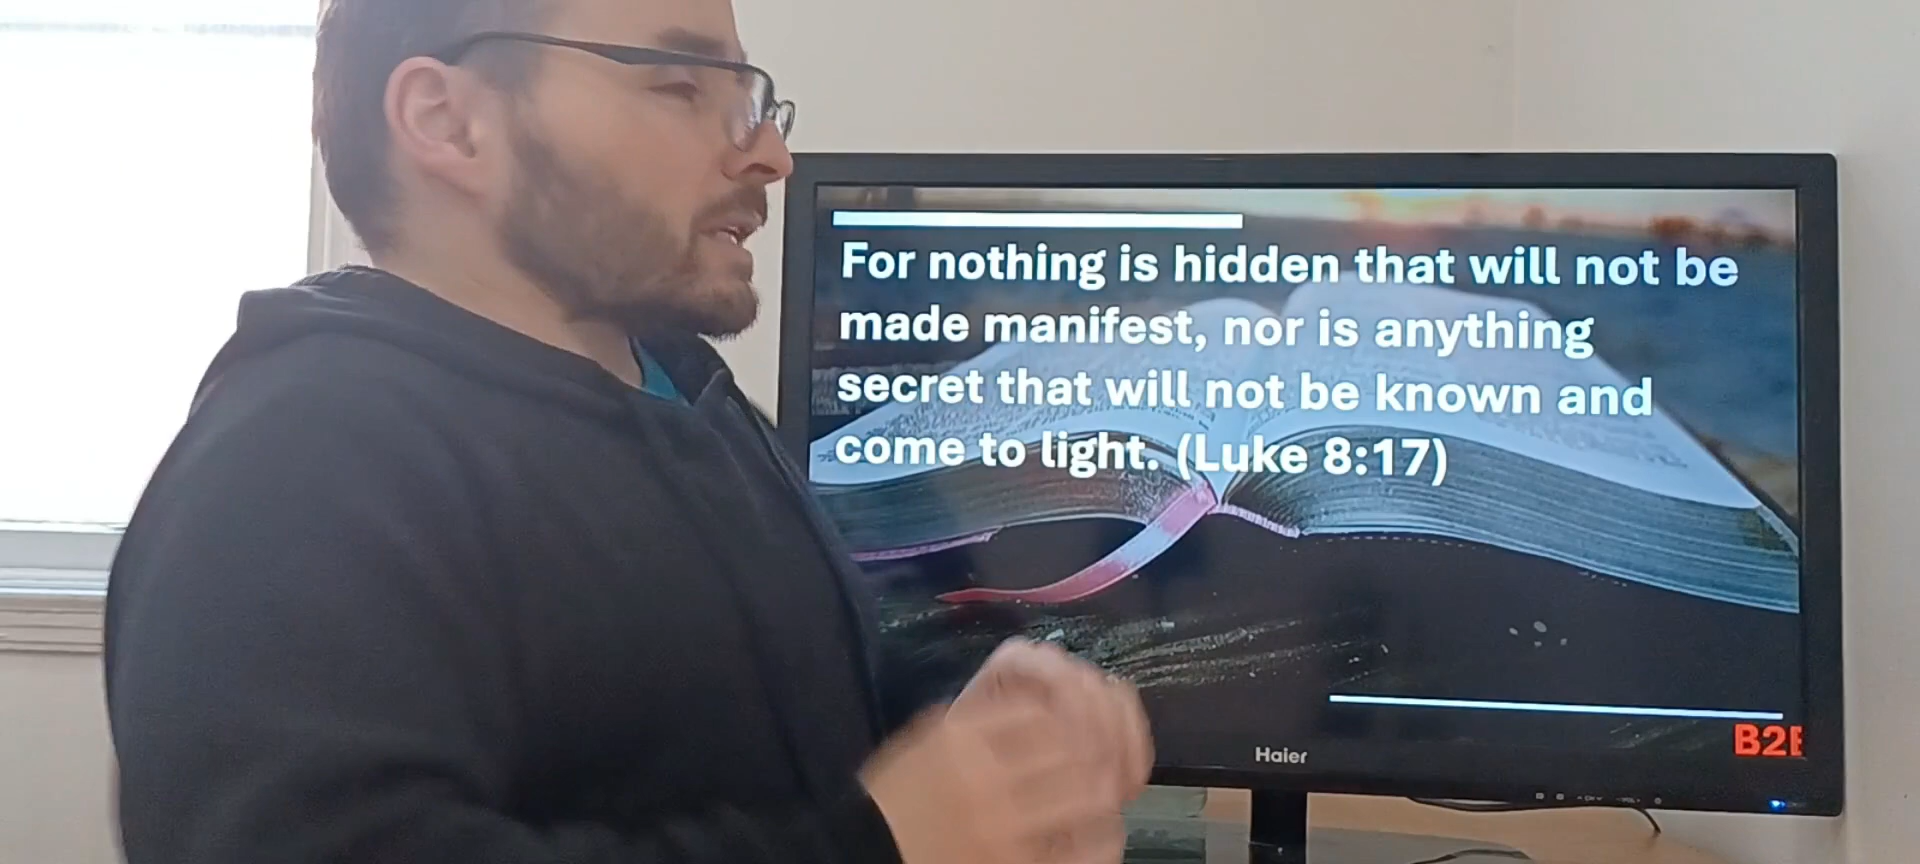 For nothing is hidden that will not be
made manifest, nor is anything
secret that will not be known and
come to light. (Luke 8:17)
B2E
Haier